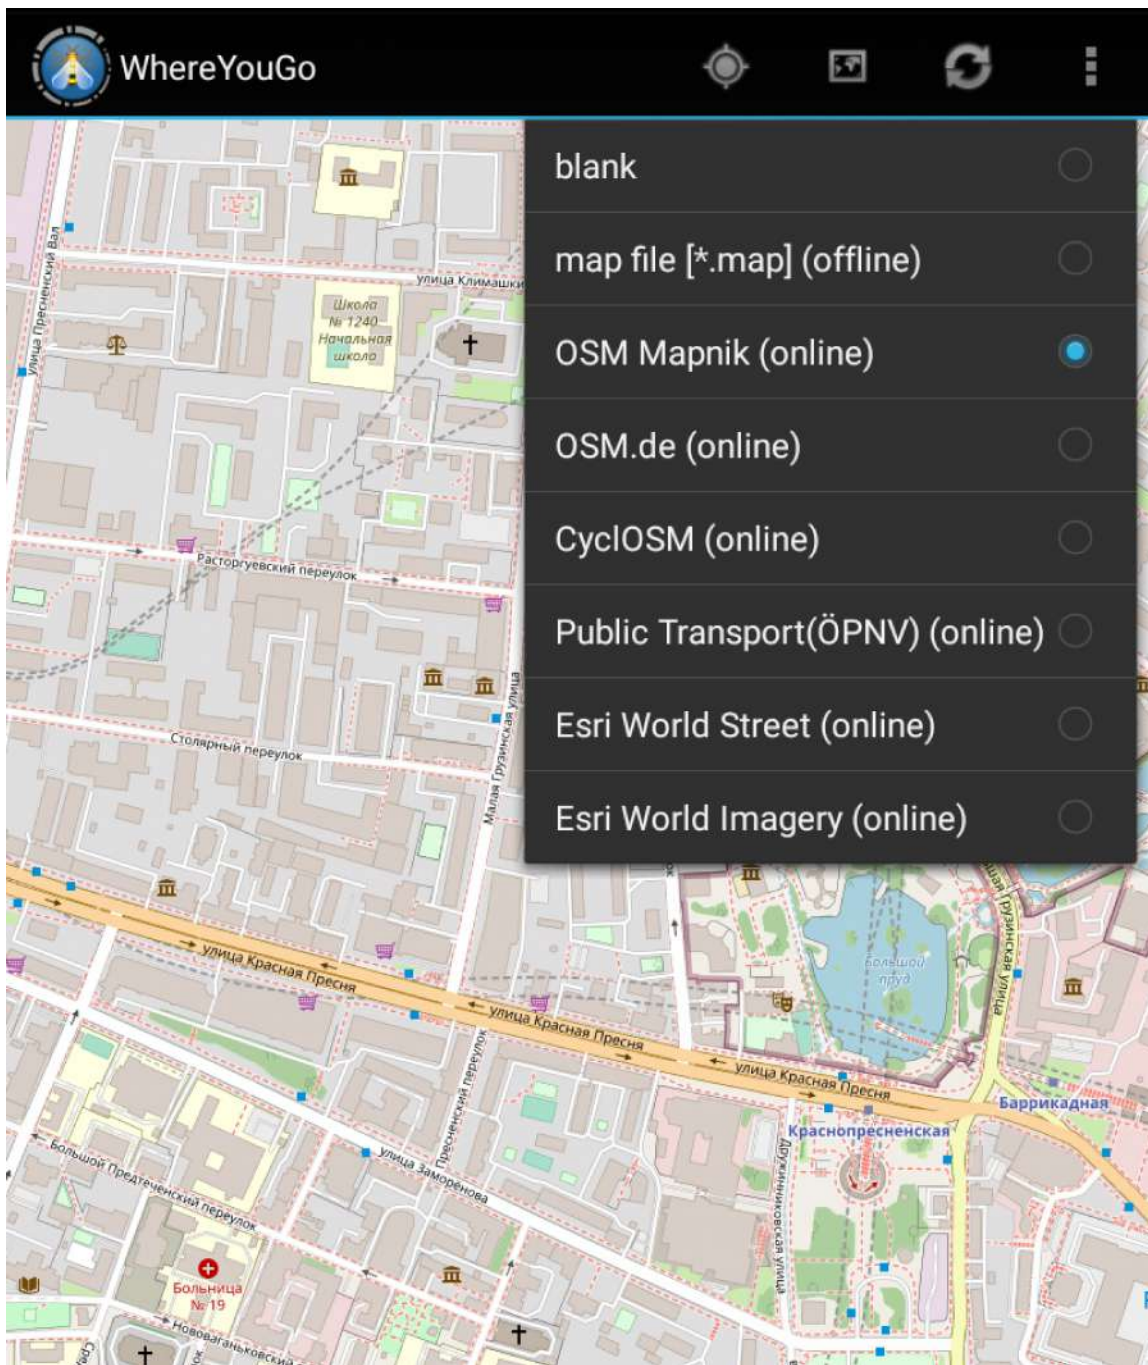 WhereYouGo
blank
map file [*.map] (offline)
OSM Mapnik (online)
OSM.de (online)
CyclOSM (online)
Public Transport(ÖPNV) (online)
Esri World Street (online)
Esri World Imagery (online)
улица Пресненский Вал
улица Климашки
Школа
№ 1240
Начальная
школа
Расторгуевский переулок
Столярный переулок
Малая Грузинская улица
Большой
пруд
шая Грузинская улица
улица Красная Пресня
улица Красная Пресня
улица Красная Пресня
Баррикадная
Краснопресненская
Пресненский переулок
улица Заморёнова
Дружинниковская улица
Большой Предтеченский переулок
Больница
№ 19
Нововаганьковский